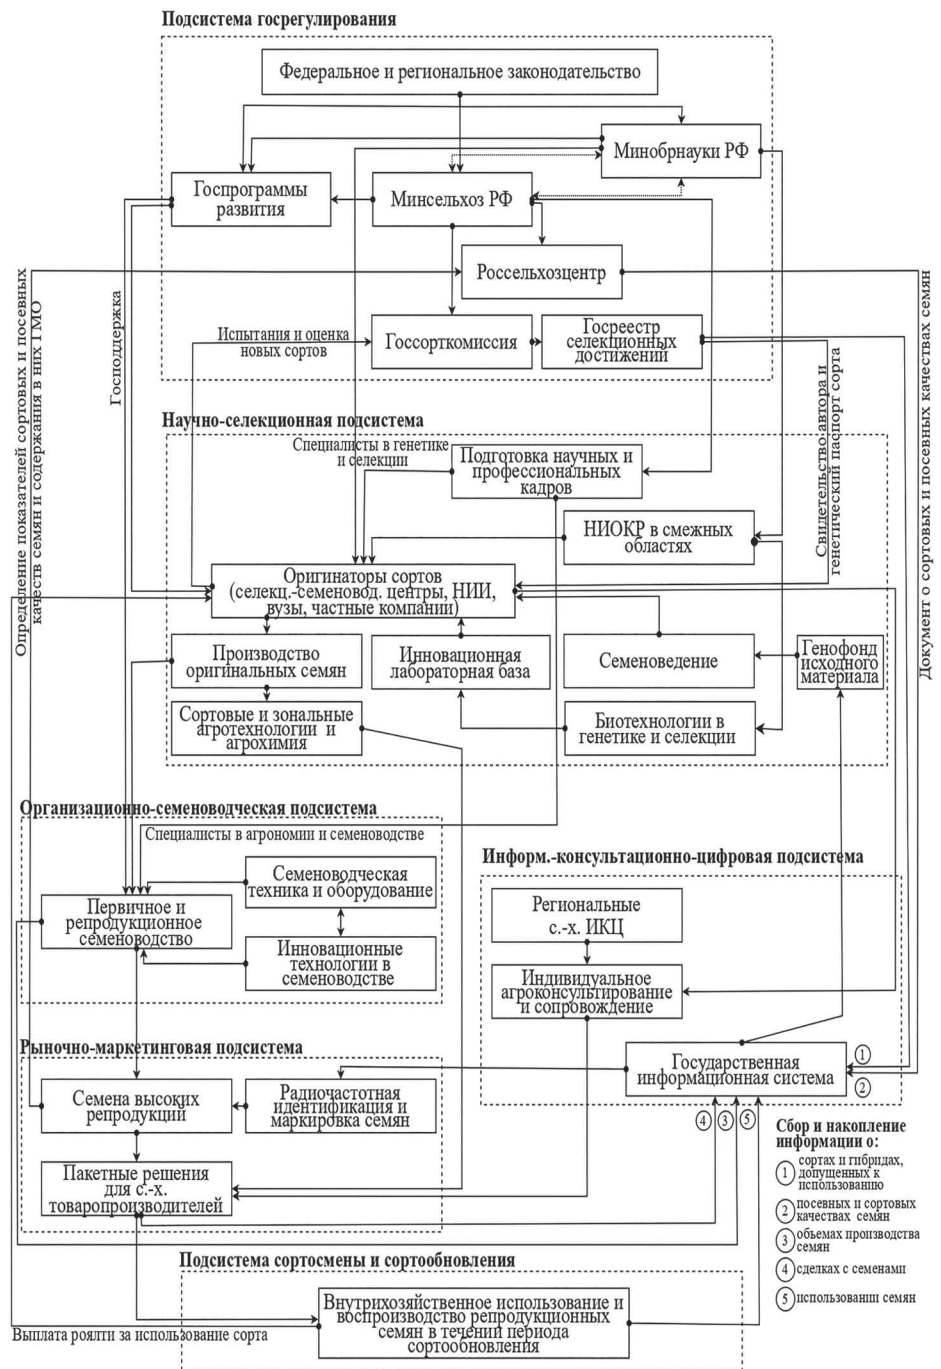 Подсистема госрегулирования
Федеральное и региональное законодательство
Минобрнауки РФ
Госпрограммы
развития
Минсельхоз РФ
Россельхозцентр
Испытания и оценка
новых сортов
Госсорткомиссия
Госреестр
селекционных
достижений
Определение показателей сортовых и посевных
качеств семян и содержания в них ГМО
Господдержка
Свидетельство автора и
генетический паспорт сорта
Документ о сортовых и посевных качествах семян
Научно-селекционная подсистема
Специалисты в генетике
и селекции
Подготовка научных и
профессиональных
кадров
НИОКР в смежных
областях
Оригинаторы сортов
(селекц.-семеновод. центры, НИИ,
вузы, частные компании)
Производство
оригинальных семян
Инновационная
лабораторная база
Семеноведение
Генофонд
исходного
материала
Сортовые и зональные
агротехнологии и
агрохимия
Биотехнологии в
генетике и селекции
Организационно-семеноводческая подсистема
Специалисты в агрономии и семеноводстве
Семеноводческая
техника и оборудование
Первичное и
репродукционное
семеноводство
Инновационные
технологии в
семеноводстве
Информ.-консультационно-цифровая подсистема
Региональные
с.-х. ИКЦ
Индивидуальное
агроконсультирование
и сопровождение
Государственная
информационная система
1
2
4
3
5
Рыночно-маркетинговая подсистема
Семена высоких
репродукций
Радиочастотная
идентификация и
маркировка семян
Пакетные решения
для с.-х.
товаропроизводителей
Сбор и накопление
информации о:
1 сортах и гибридах,
допущенных к
использованию
2 посевных и сортовых
качествах семян
3 объемах производства
семян
4 сделках с семенами
5 использовании семян
Подсистема сортосмены и сортообновления
Внутрихозяйственное использование и
воспроизводство репродукционных
семян в течении периода
сортообновления
Выплата роялти за использование сорта